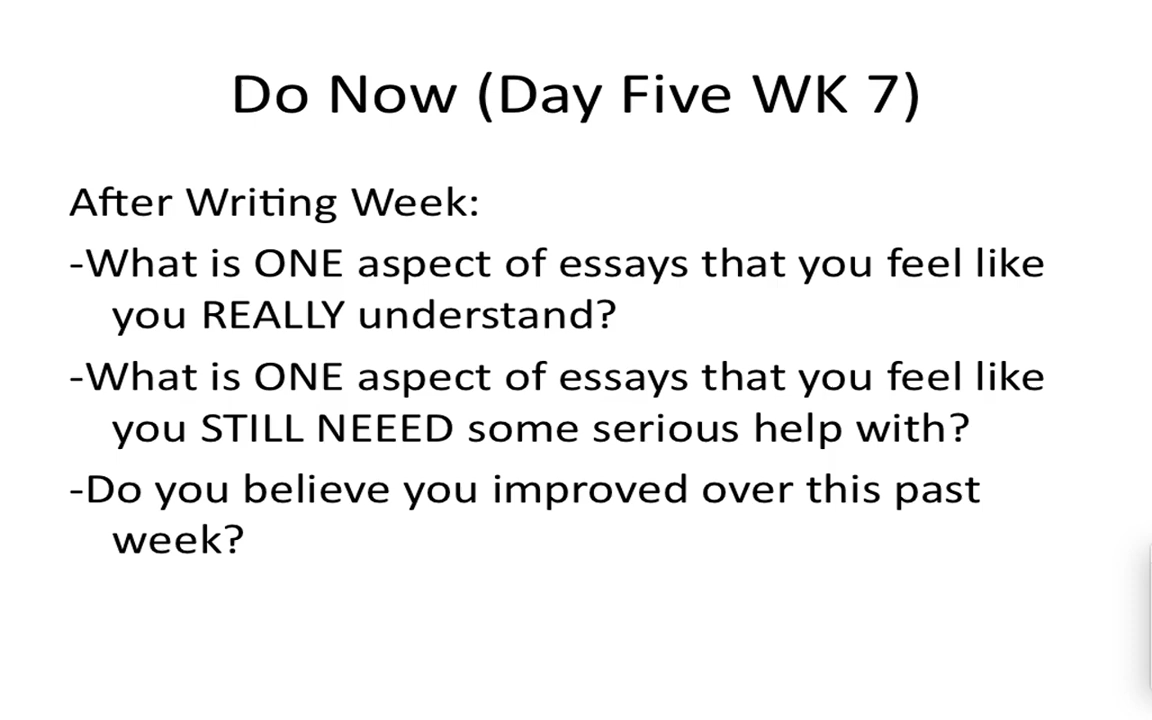 Do Now (Day Five WK 7)
After Writing Week:
-What is ONE aspect of essays that you feel like
you REALLY understand?
-What is ONE aspect of essays that you feel like
you STILL NEEED some serious help with?
-Do you believe you improved over this past
week?